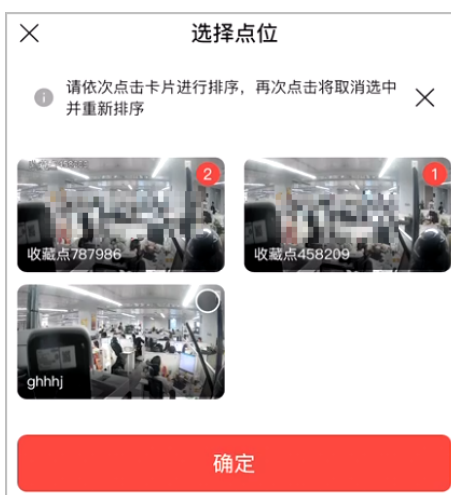 选择点位
请依次点击卡片进行排序，再次点击将取消选中
并重新排序
2
1
收藏点787986
收藏点458209
ghhhj
确定